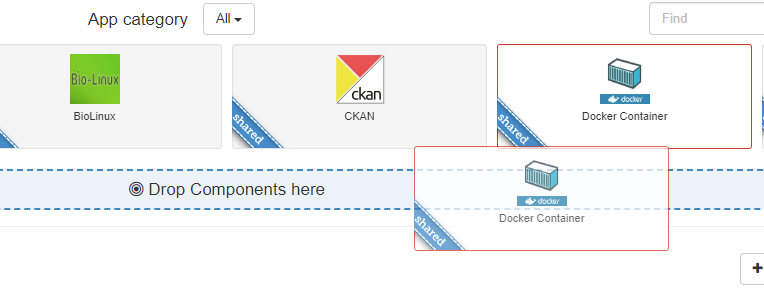 App category All Find
Bio-Linux
BioLinux
shared
ckan
CKAN
shared
docker
Docker Container
Drop Components here
shared
docker
Docker Container